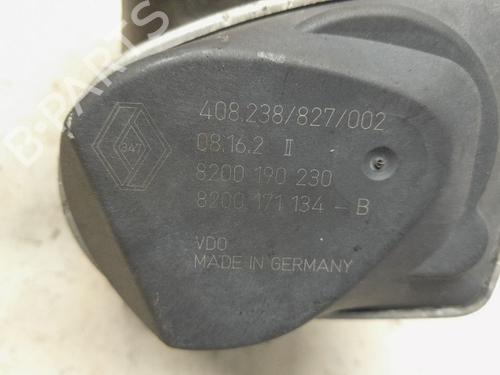 B-PARTS
347
408.238/827/002
08.16.2 II
8200 190 230
8200 171 134 - B
VDO
MADE IN GERMANY